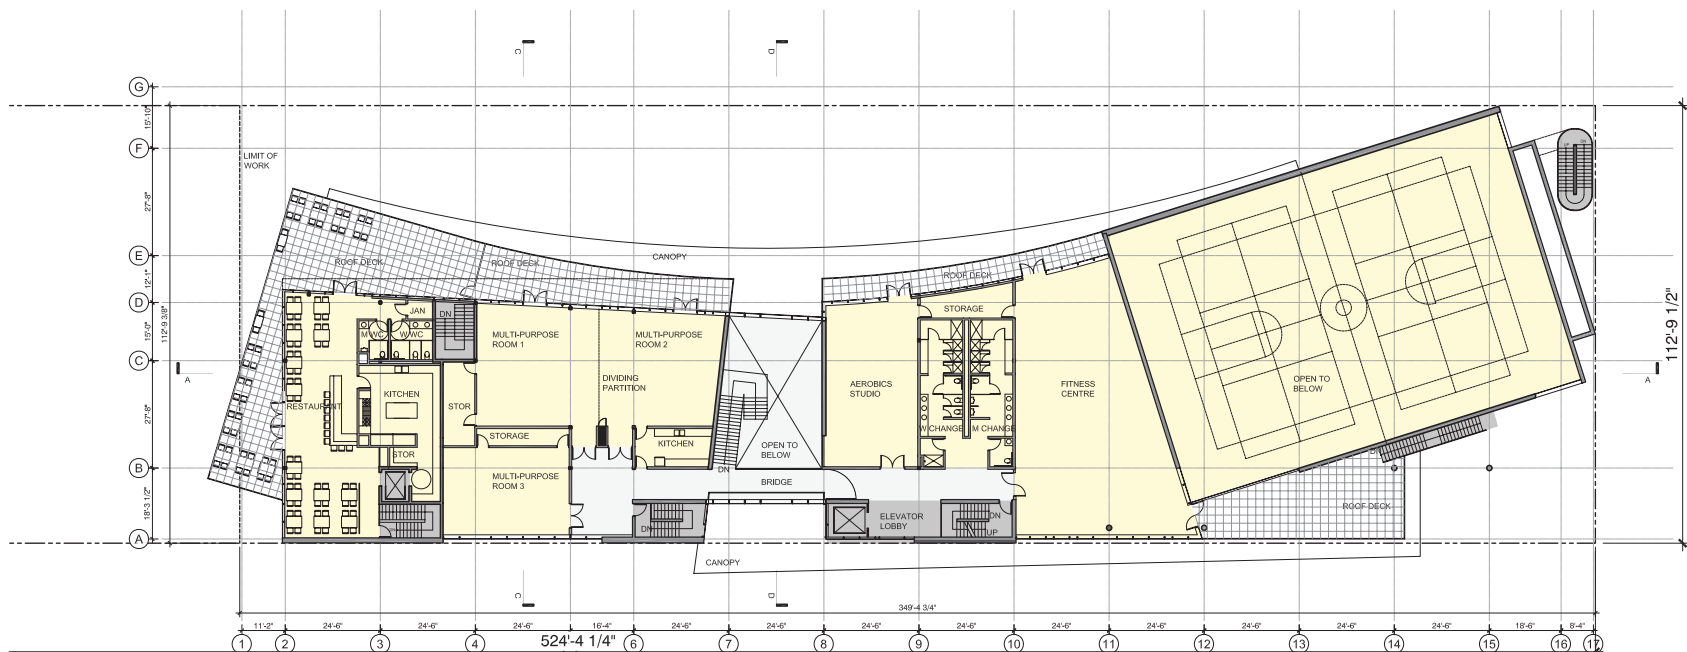 C
D
G
15'-10"
F
LIMIT OF
WORK
27'-8"
E
CANOPY
ROOF DECK
ROOF DECK
ROOF DECK
12'-1"
D
112'-9 3/8"
112'-9 1/2"
JAN
DN
STORAGE
M WC
W WC
MULTI-PURPOSE
ROOM 1
MULTI-PURPOSE
ROOM 2
15'-0"
C
A
A
DIVIDING
PARTITION
AEROBICS
STUDIO
FITNESS
CENTRE
OPEN TO
BELOW
KITCHEN
RESTAURANT
STOR
27'-8"
W CHANGE
M CHANGE
STORAGE
KITCHEN
OPEN TO
BELOW
STOR
DN
B
MULTI-PURPOSE
ROOM 3
BRIDGE
18'-3 1/2"
ROOF DECK
ELEVATOR
LOBBY
DN
DN
UP
A
CANOPY
C
D
349'-4 3/4"
11'-2"
24'-6"
24'-6"
24'-6"
16'-4"
24'-6"
24'-6"
24'-6"
24'-6"
24'-6"
24'-6"
24'-6"
24'-6"
24'-6"
18'-6"
8'-4"
524'-4 1/4"
1
2
3
4
6
7
8
9
10
11
12
13
14
15
16
17